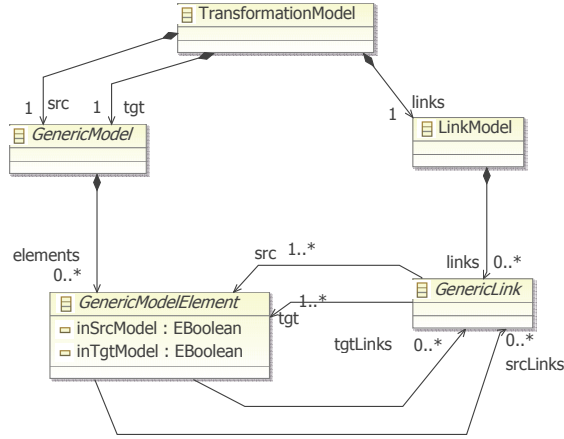 TransformationModel
1 src
1 tgt
links
1
GenericModel
LinkModel
elements
0..*
src 1..*
links 0..*
GenericModelElement
inSrcModel : EBoolean
inTgtModel : EBoolean
1..*
tgt
GenericLink
tgtLinks
0..*
0..*
srcLinks